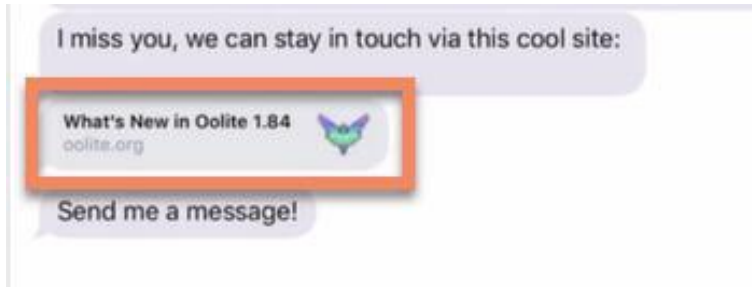 I miss you, we can stay in touch via this cool site:
What's New in Oolite 1.84
oolite.org
Send me a message!